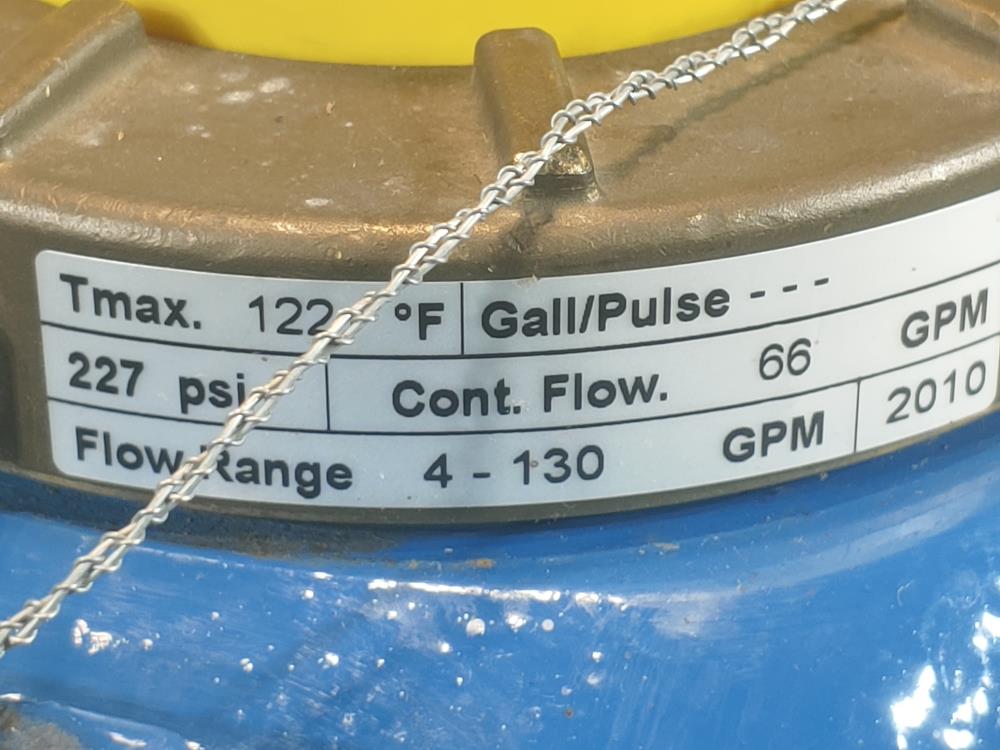 Tmax. 122 °F Gall/Pulse - - -
227 psi Cont. Flow. 66 GPM
Flow Range 4 - 130 GPM 2010